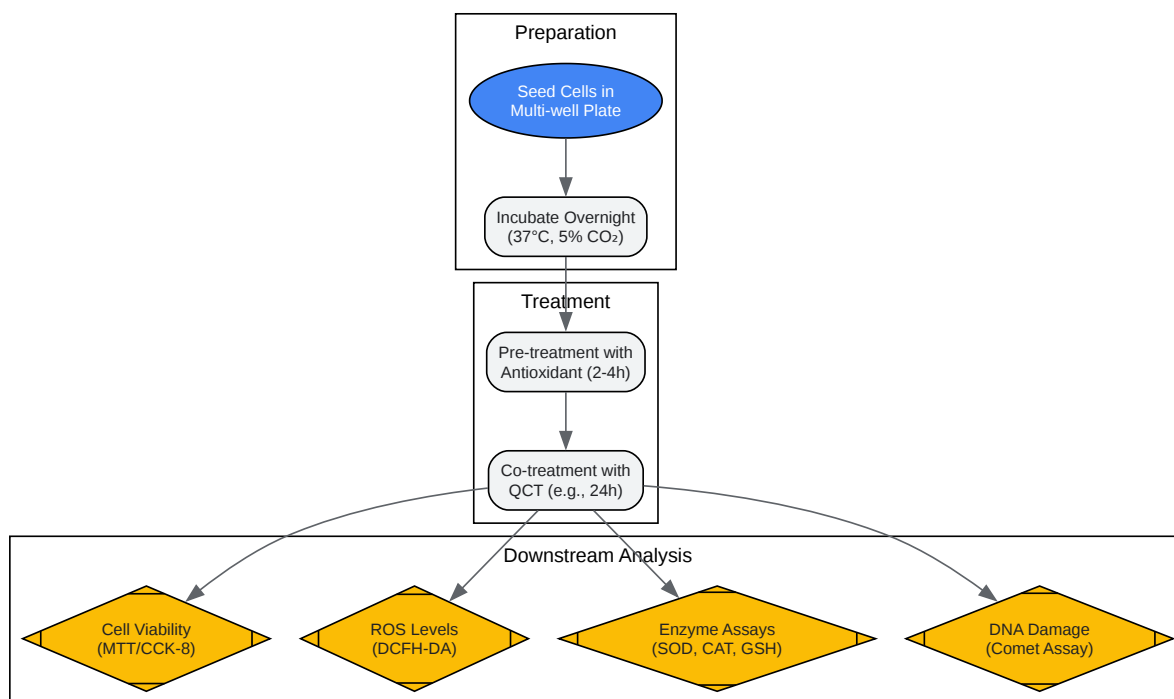 Preparation
Seed Cells in
Multi-well Plate
Incubate Overnight
(37°C, 5% CO₂)
Treatment
Pre-treatment with
Antioxidant (2-4h)
Co-treatment with
QCT (e.g., 24h)
Downstream Analysis
Cell Viability
(MTT/CCK-8)
ROS Levels
(DCFH-DA)
Enzyme Assays
(SOD, CAT, GSH)
DNA Damage
(Comet Assay)